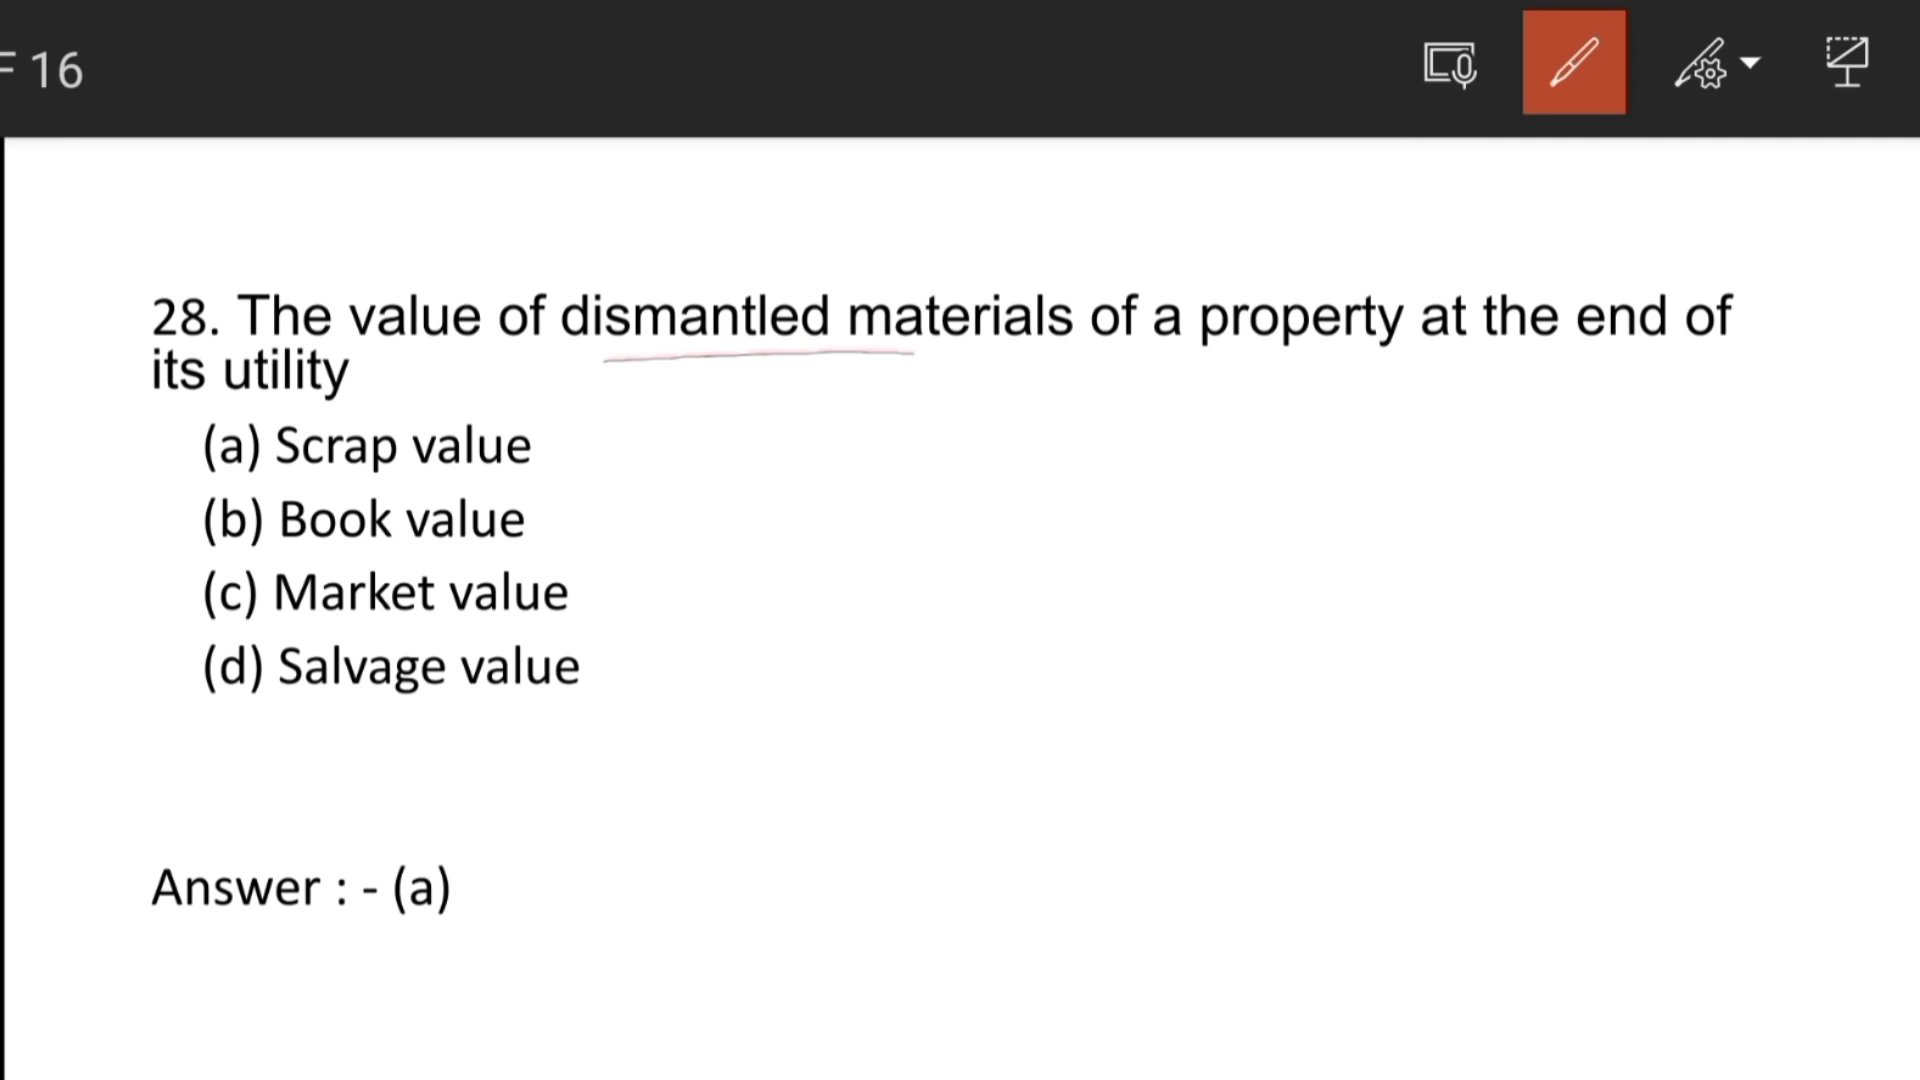 16
28. The value of dismantled materials of a property at the end of
its utility
(a) Scrap value
(b) Book value
(c) Market value
(d) Salvage value
Answer : - (a)